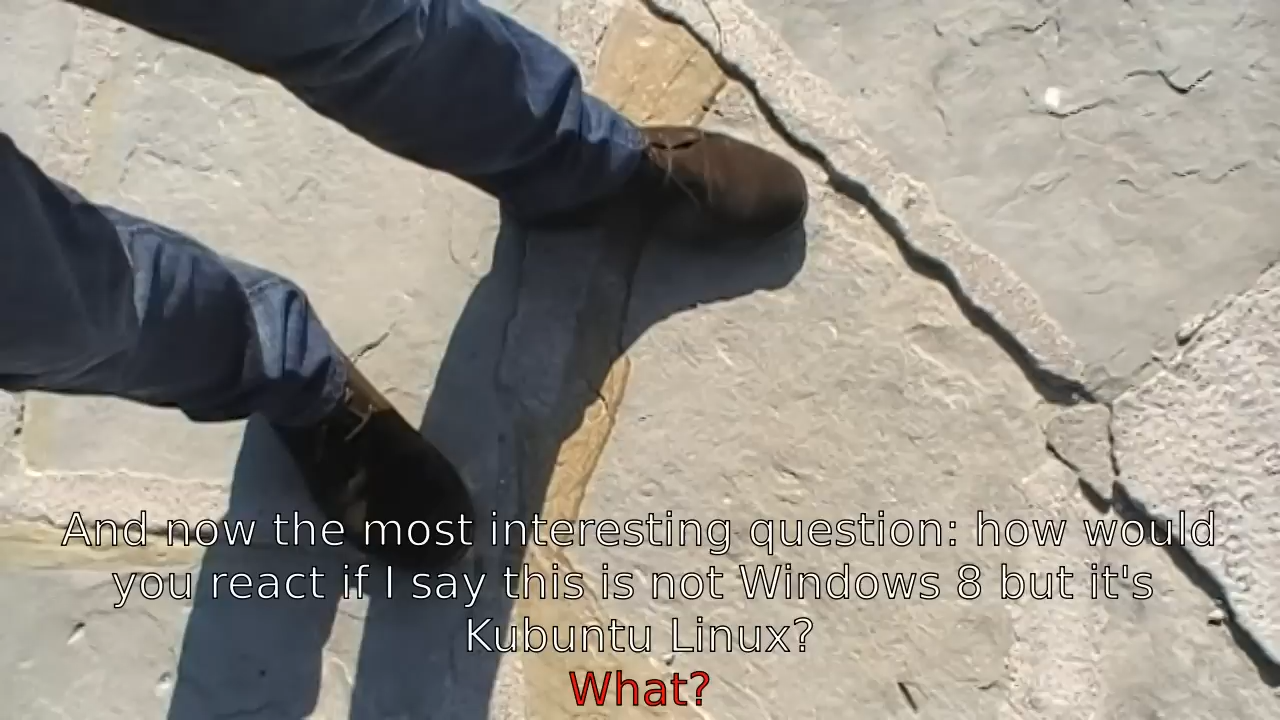 And now the most interesting question: how would
you react if I say this is not Windows 8 but it's
Kubuntu Linux?
What?